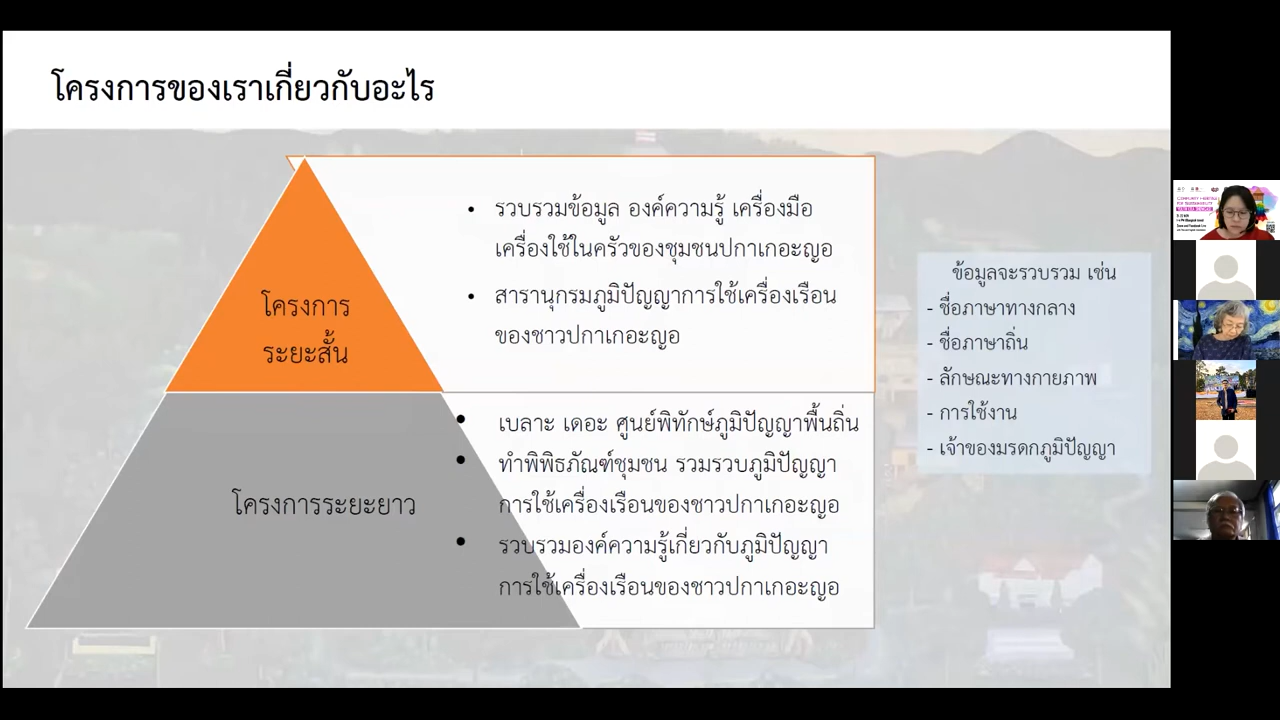 โครงการของเราเกี่ยวกับอะไร
โครงการ
ระยะสั้น
• รวบรวมข้อมูล องค์ความรู้ เครื่องมือ
เครื่องใช้ในครัวของชุมชนปกาเกอะญอ
• สารานุกรมภูมิปัญญาการใช้เครื่องเรือน
ของชาวปกาเกอะญอ
โครงการระยะยาว
• เบลาะ เดอะ ศูนย์พิทักษ์ภูมิปัญญาพื้นถิ่น
• ทำพิพิธภัณฑ์ชุมชน รวมรวบภูมิปัญญา
การใช้เครื่องเรือนของชาวปกาเกอะญอ
• รวบรวมองค์ความรู้เกี่ยวกับภูมิปัญญา
การใช้เครื่องเรือนของชาวปกาเกอะญอ
ข้อมูลจะรวบรวม เช่น
- ชื่อภาษาทางกลาง
- ชื่อภาษาถิ่น
- ลักษณะทางกายภาพ
- การใช้งาน
- เจ้าของมรดกภูมิปัญญา